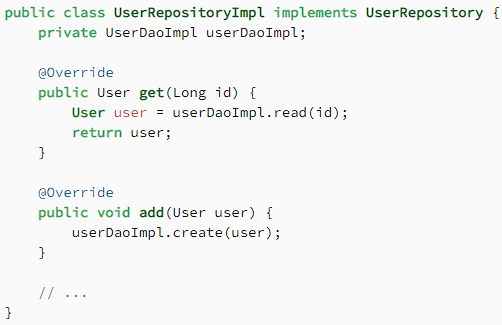 public class UserRepositoryImpl implements UserRepository {
    private UserDaoImpl userDaoImpl;

    @Override
    public User get(Long id) {
        User user = userDaoImpl.read(id);
        return user;
    }

    @Override
    public void add(User user) {
        userDaoImpl.create(user);
    }

    // ...
}